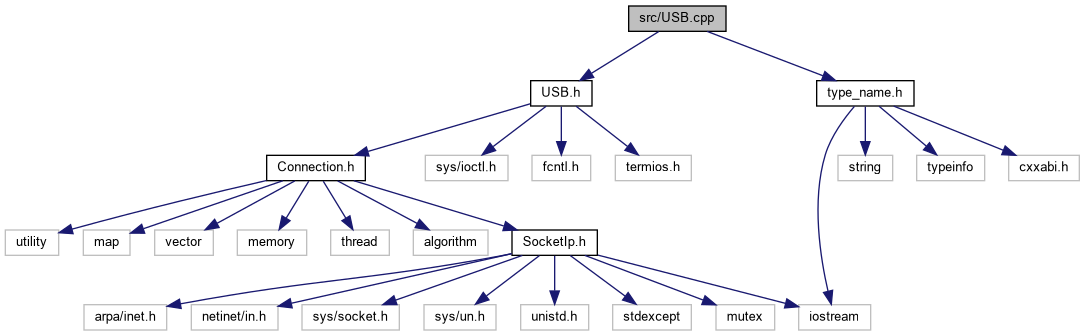 src/USB.cpp
USB.h
type_name.h
Connection.h
sys/ioctl.h
fcntl.h
termios.h
string
typeinfo
cxxabi.h
utility
map
vector
memory
thread
algorithm
SocketIp.h
arpa/inet.h
netinet/in.h
sys/socket.h
sys/un.h
unistd.h
stdexcept
mutex
iostream